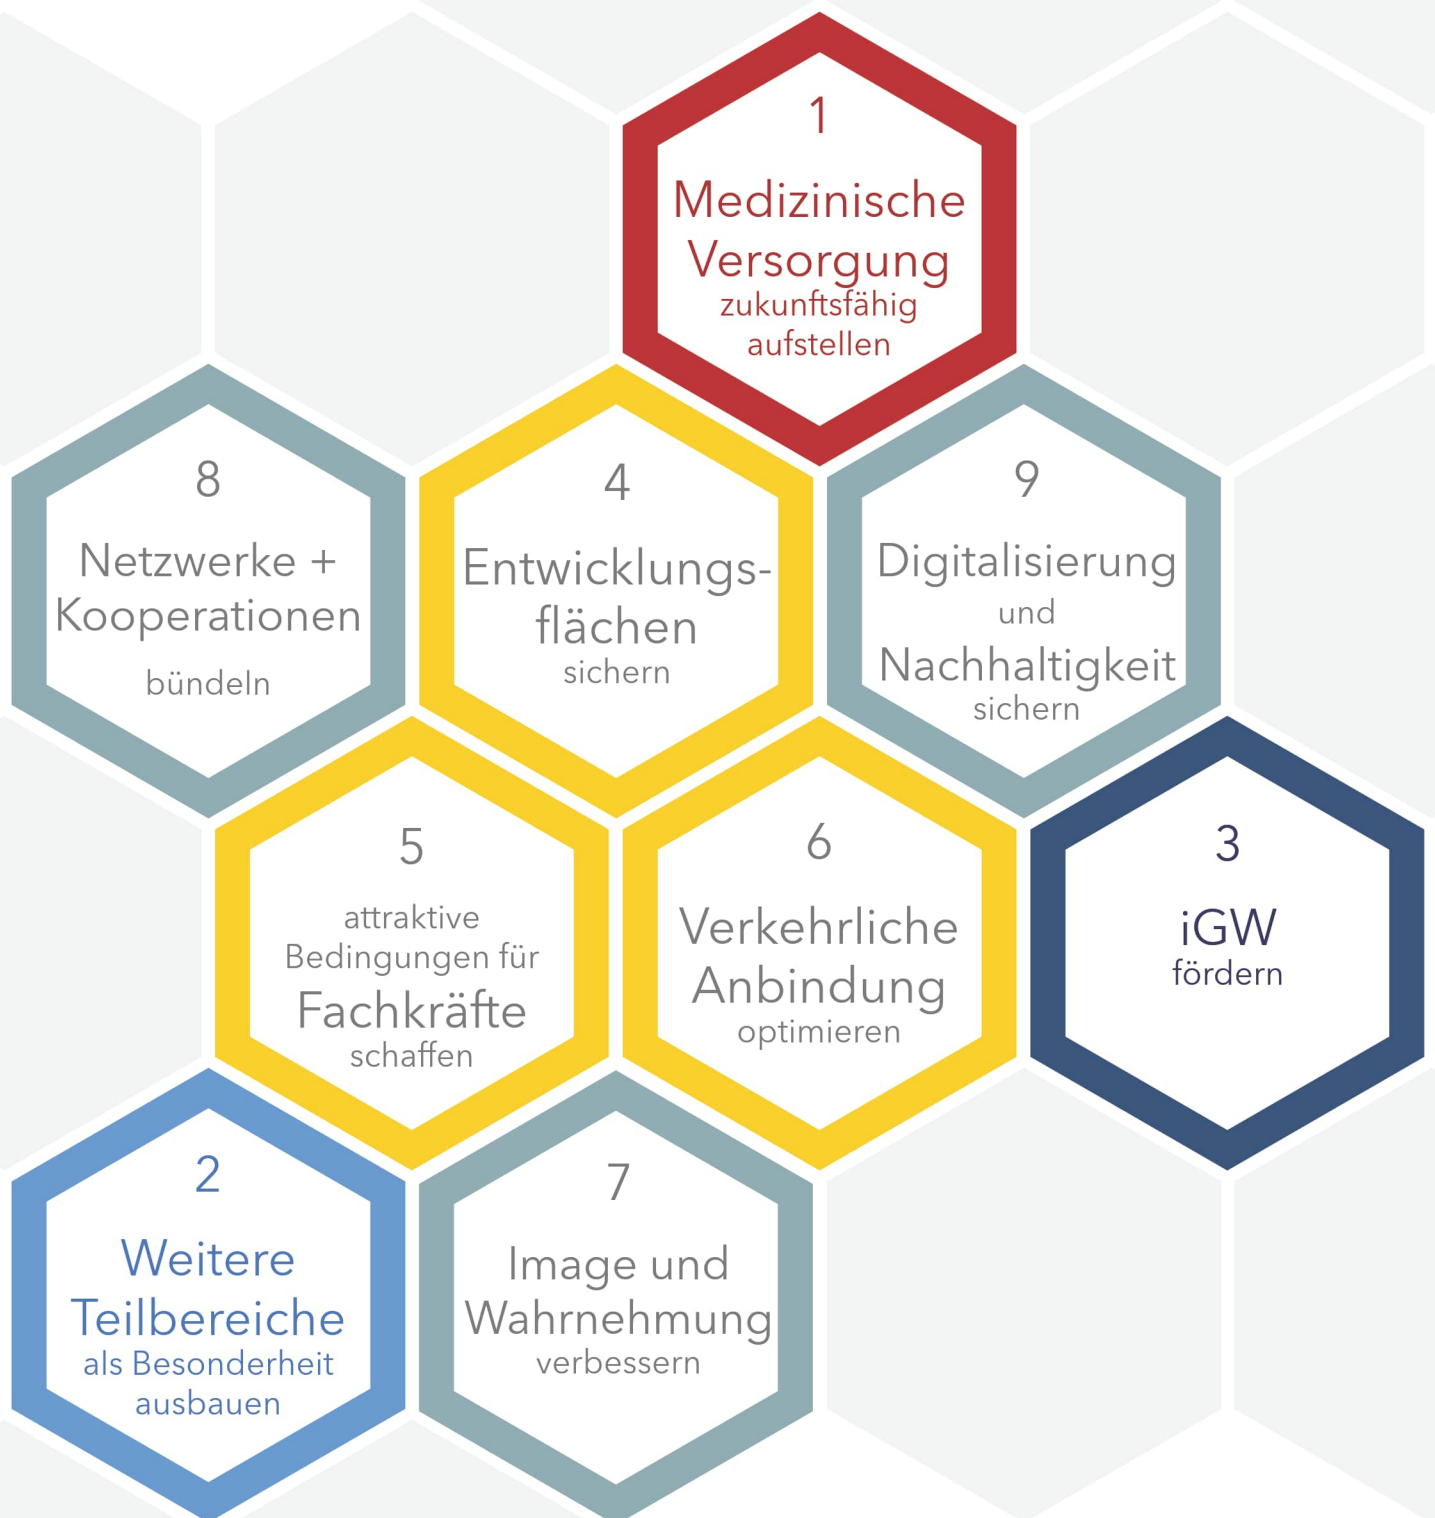 1
Medizinische
Versorgung
zukunftsfähig
aufstellen
8
Netzwerke +
Kooperationen
bündeln
4
Entwicklungs-
flächen
sichern
9
Digitalisierung
und
Nachhaltigkeit
sichern
5
attraktive
Bedingungen für
Fachkräfte
schaffen
6
Verkehrliche
Anbindung
optimieren
3
iGW
fördern
2
Weitere
Teilbereiche
als Besonderheit
ausbauen
7
Image und
Wahrnehmung
verbessern